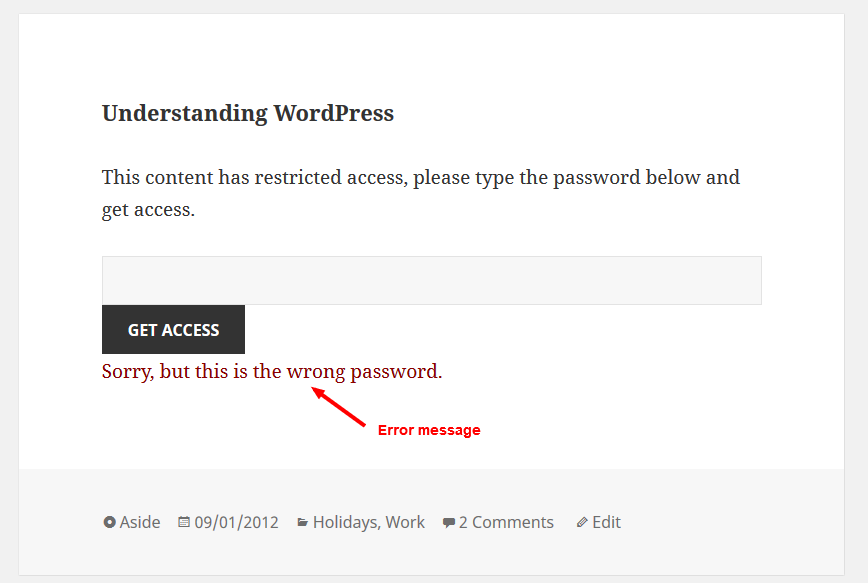 Understanding WordPress
This content has restricted access, please type the password below and
get access.
GET ACCESS
Sorry, but this is the wrong password.
Error message
Aside 09/01/2012 Holidays, Work 2 Comments Edit